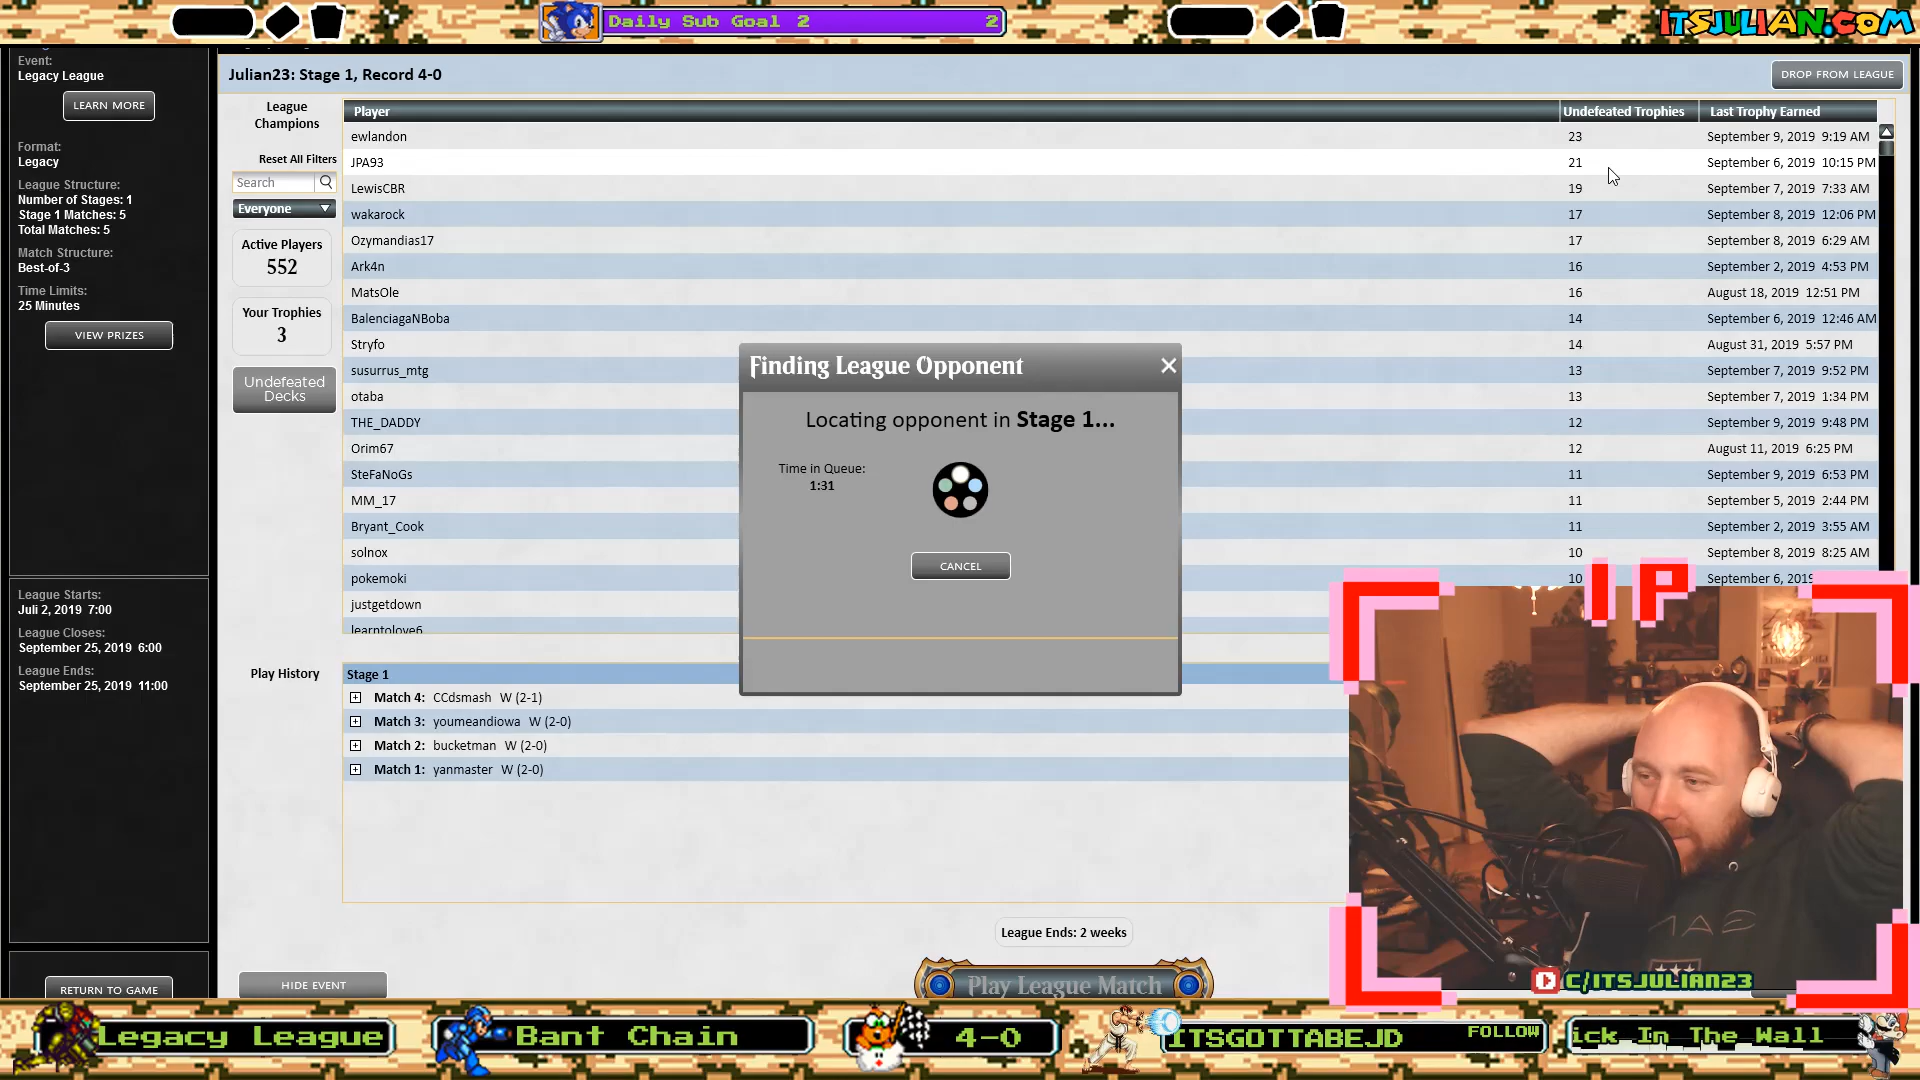 Daily Sub Goal 2
2
ITSJULIAN.COM
Event:
Legacy League
LEARN MORE
Format:
Legacy
League Structure:
Number of Stages: 1
Stage 1 Matches: 5
Total Matches: 5
Match Structure:
Best-of-3
Time Limits:
25 Minutes
VIEW PRIZES
League Starts:
Juli 2, 2019 7:00
League Closes:
September 25, 2019 6:00
League Ends:
September 25, 2019 11:00
RETURN TO GAME
Julian23: Stage 1, Record 4-0
DROP FROM LEAGUE
League
Champions
Reset All Filters
Search
Everyone
Active Players
552
Your Trophies
3
Undefeated
Decks
Player Undefeated Trophies Last Trophy Earned
ewlandon 23 September 9, 2019 9:19 AM
JPA93 21 September 6, 2019 10:15 PM
LewisCBR 19 September 7, 2019 7:33 AM
wakarock 17 September 8, 2019 12:06 PM
Ozymandias17 17 September 8, 2019 6:29 AM
Ark4n 16 September 2, 2019 4:53 PM
MatsOle 16 August 18, 2019 12:51 PM
BalenciagaNBoba 14 September 6, 2019 12:46 AM
Stryfo 14 August 31, 2019 5:57 PM
susurrus_mtg 13 September 7, 2019 9:52 PM
otaba 13 September 7, 2019 1:34 PM
THE_DADDY 12 September 9, 2019 9:48 PM
Orim67 12 August 11, 2019 6:25 PM
SteFaNoGs 11 September 9, 2019 6:53 PM
MM_17 11 September 5, 2019 2:44 PM
Bryant_Cook 11 September 2, 2019 3:55 AM
solnox 10 September 8, 2019 8:25 AM
pokemoki 10 September 6, 2019
justgetdown
learntolove6
Finding League Opponent
Locating opponent in Stage 1...
Time in Queue:
1:31
CANCEL
Play History
Stage 1
Match 4: CCdsmash W (2-1)
Match 3: youmeandiowa W (2-0)
Match 2: bucketman W (2-0)
Match 1: yanmaster W (2-0)
League Ends: 2 weeks
HIDE EVENT
Play League Match
1P
C/ITSJULIAN23
Legacy League
Bant Chain
4-0
ITSGOTTABEJD
FOLLOW
ick In The Wall